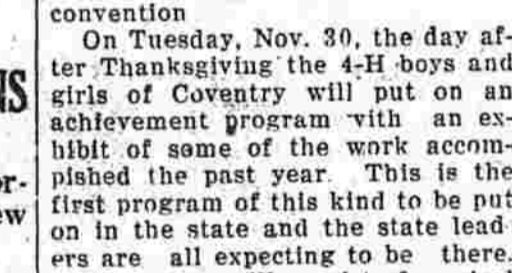 convention
On Tuesday, Nov. 30, the day af-
ter Thanksgiving the 4-H boys and
girls of Coventry will put on an
achievement program vith an ex-
hibit of some of the work accom-
pished the past year. This is the
first program of this kind to be put
on in the state and the state lead
ers are all expecting to be there.